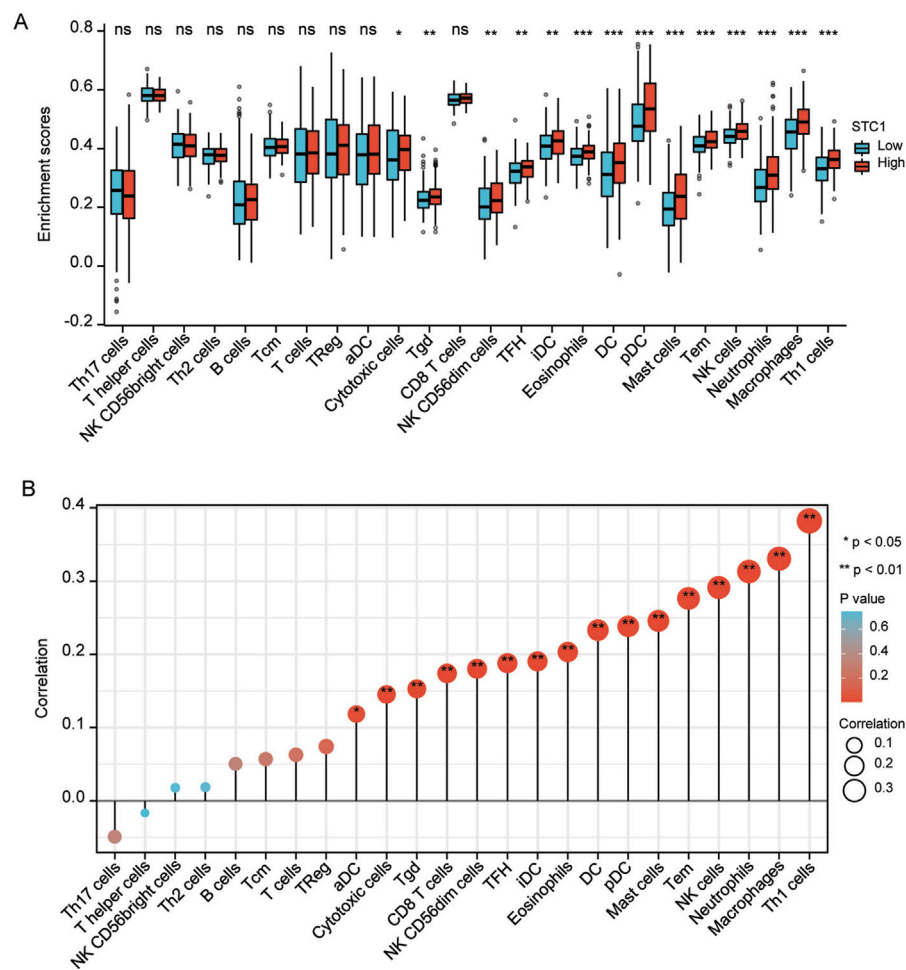 A
ns ns ns ns ns ns ns ns ns * ** ns ** ** ** *** *** *** *** *** *** *** *** ***
0.8
0.6
0.4
0.2
0.0
-0.2
Enrichment scores
STC1
Low
High
Th17 cells
T helper cells
NK CD56bright cells
Th2 cells
B cells
Tcm
T cells
TReg
aDC
Cytotoxic cells
Tgd
CD8 T cells
NK CD56dim cells
TFH
iDC
Eosinophils
DC
pDC
Mast cells
Tem
NK cells
Neutrophils
Macrophages
Th1 cells
B
0.4
0.3
0.2
0.1
0.0
Correlation
* ** ** ** ** ** ** ** ** ** ** ** ** ** ** **
* p < 0.05
** p < 0.01
P value
0.6
0.4
0.2
Correlation
0.1
0.2
0.3
Th17 cells
T helper cells
NK CD56bright cells
Th2 cells
B cells
Tcm
T cells
TReg
aDC
Cytotoxic cells
Tgd
CD8 T cells
NK CD56dim cells
TFH
iDC
Eosinophils
DC
pDC
Mast cells
Tem
NK cells
Neutrophils
Macrophages
Th1 cells